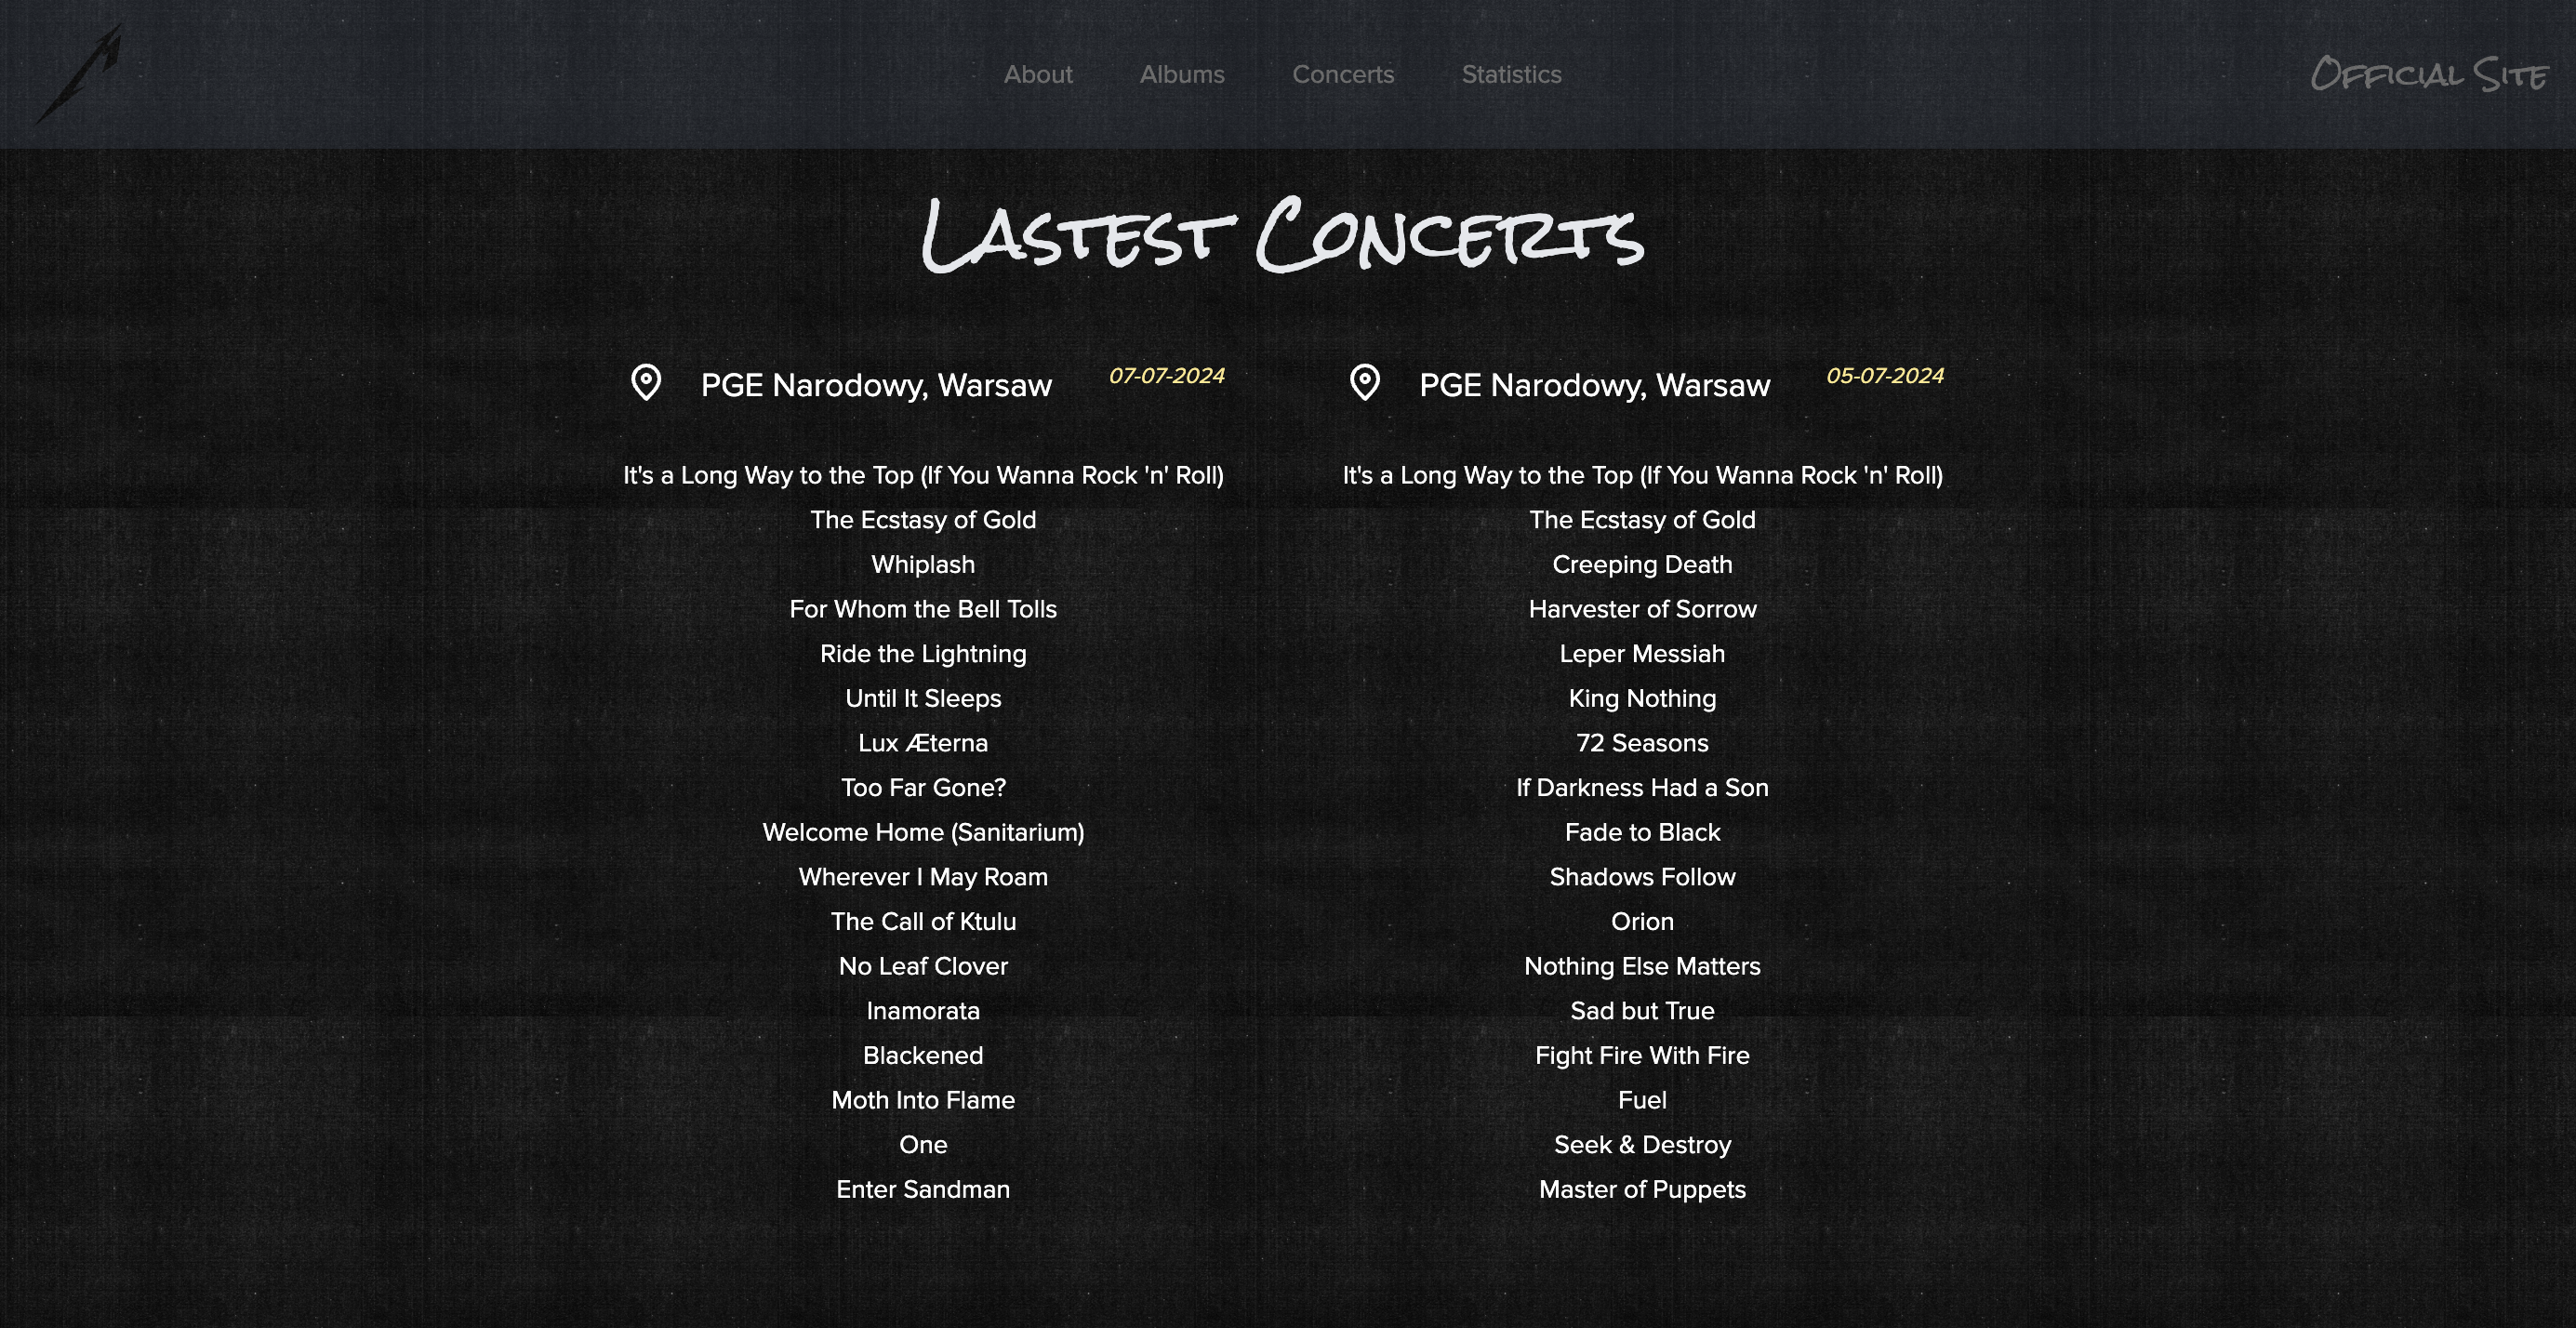 About Albums Concerts Statistics
Official Site
Lastest Concerts
PGE Narodowy, Warsaw 07-07-2024
It's a Long Way to the Top (If You Wanna Rock 'n' Roll)
The Ecstasy of Gold
Whiplash
For Whom the Bell Tolls
Ride the Lightning
Until It Sleeps
Lux Æterna
Too Far Gone?
Welcome Home (Sanitarium)
Wherever I May Roam
The Call of Ktulu
No Leaf Clover
Inamorata
Blackened
Moth Into Flame
One
Enter Sandman
PGE Narodowy, Warsaw 05-07-2024
It's a Long Way to the Top (If You Wanna Rock 'n' Roll)
The Ecstasy of Gold
Creeping Death
Harvester of Sorrow
Leper Messiah
King Nothing
72 Seasons
If Darkness Had a Son
Fade to Black
Shadows Follow
Orion
Nothing Else Matters
Sad but True
Fight Fire With Fire
Fuel
Seek & Destroy
Master of Puppets